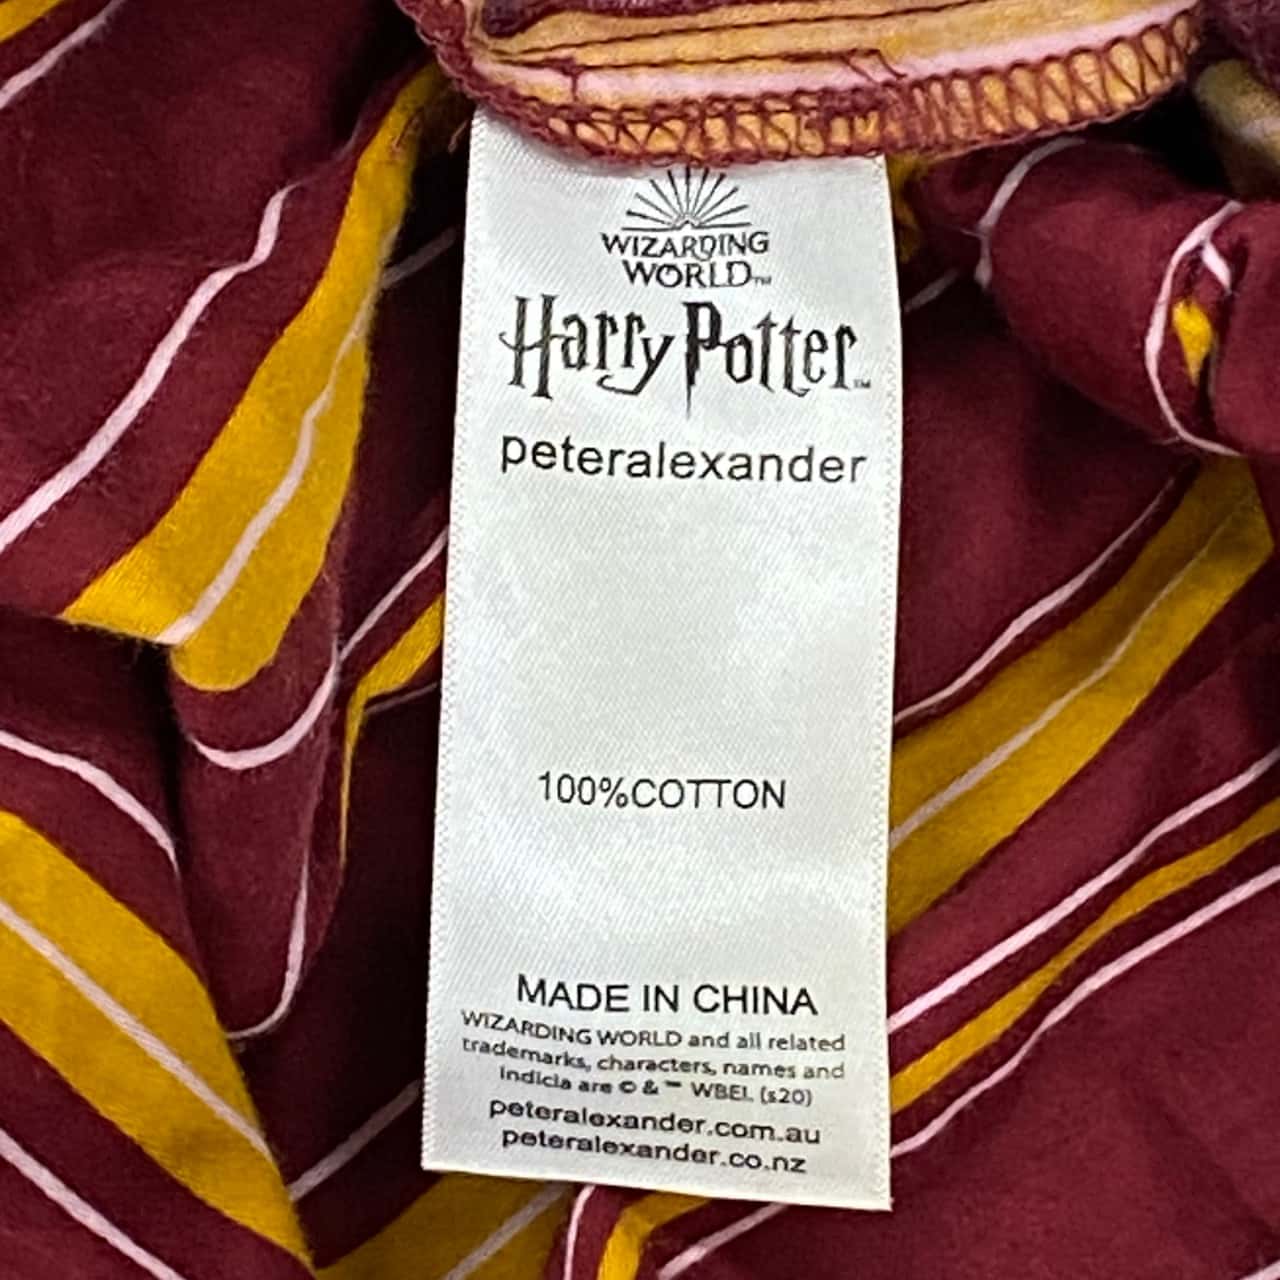 WIZARDING
WORLD™
Harry Potter™
peteralexander
100%COTTON
MADE IN CHINA
WIZARDING WORLD and all related
trademarks, characters, names and
indicia are © & ™ WBEI. (s20)
peteralexander.com.au
peteralexander.co.nz